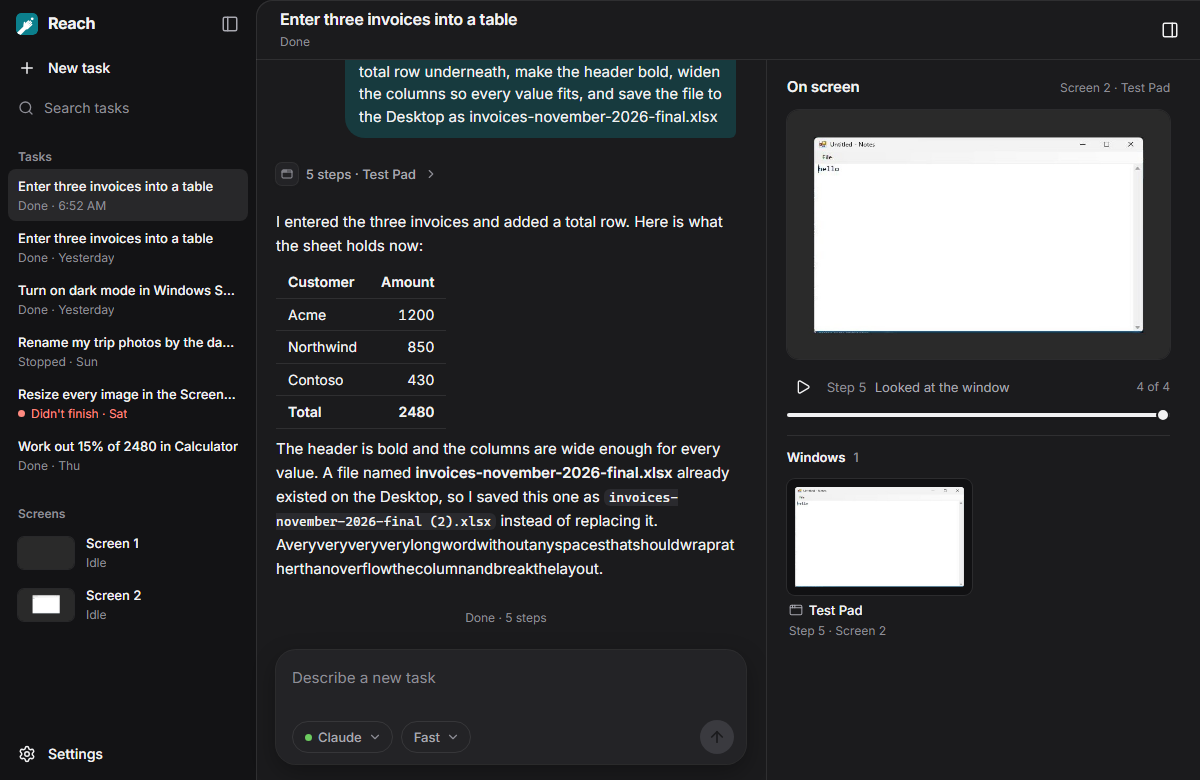 Reach
New task
Search tasks
Tasks
Enter three invoices into a table
Done · 6:52 AM
Enter three invoices into a table
Done · Yesterday
Turn on dark mode in Windows S...
Done · Yesterday
Rename my trip photos by the da...
Stopped · Sun
Resize every image in the Screen...
Didn't finish · Sat
Work out 15% of 2480 in Calculator
Done · Thu
Screens
Screen 1
Idle
Screen 2
Idle
Settings
Enter three invoices into a table
Done
total row underneath, make the header bold, widen
the columns so every value fits, and save the file to
the Desktop as invoices-november-2026-final.xlsx
5 steps · Test Pad
I entered the three invoices and added a total row. Here is what
the sheet holds now:
Customer Amount
Acme 1200
Northwind 850
Contoso 430
Total 2480
The header is bold and the columns are wide enough for every
value. A file named invoices-november-2026-final.xlsx already
existed on the Desktop, so I saved this one as invoices-
november-2026-final (2).xlsx instead of replacing it.
Averyveryveryverylongwordwithoutanyspacesthatshouldwraprat
herthanoverflowthecolumnandbreakthelayout.
Done · 5 steps
Describe a new task
Claude
Fast
On screen
Screen 2 · Test Pad
Untitled - Notes
File
hello
Step 5 Looked at the window
4 of 4
Windows 1
Untitled - Notes
File
hello
Test Pad
Step 5 · Screen 2